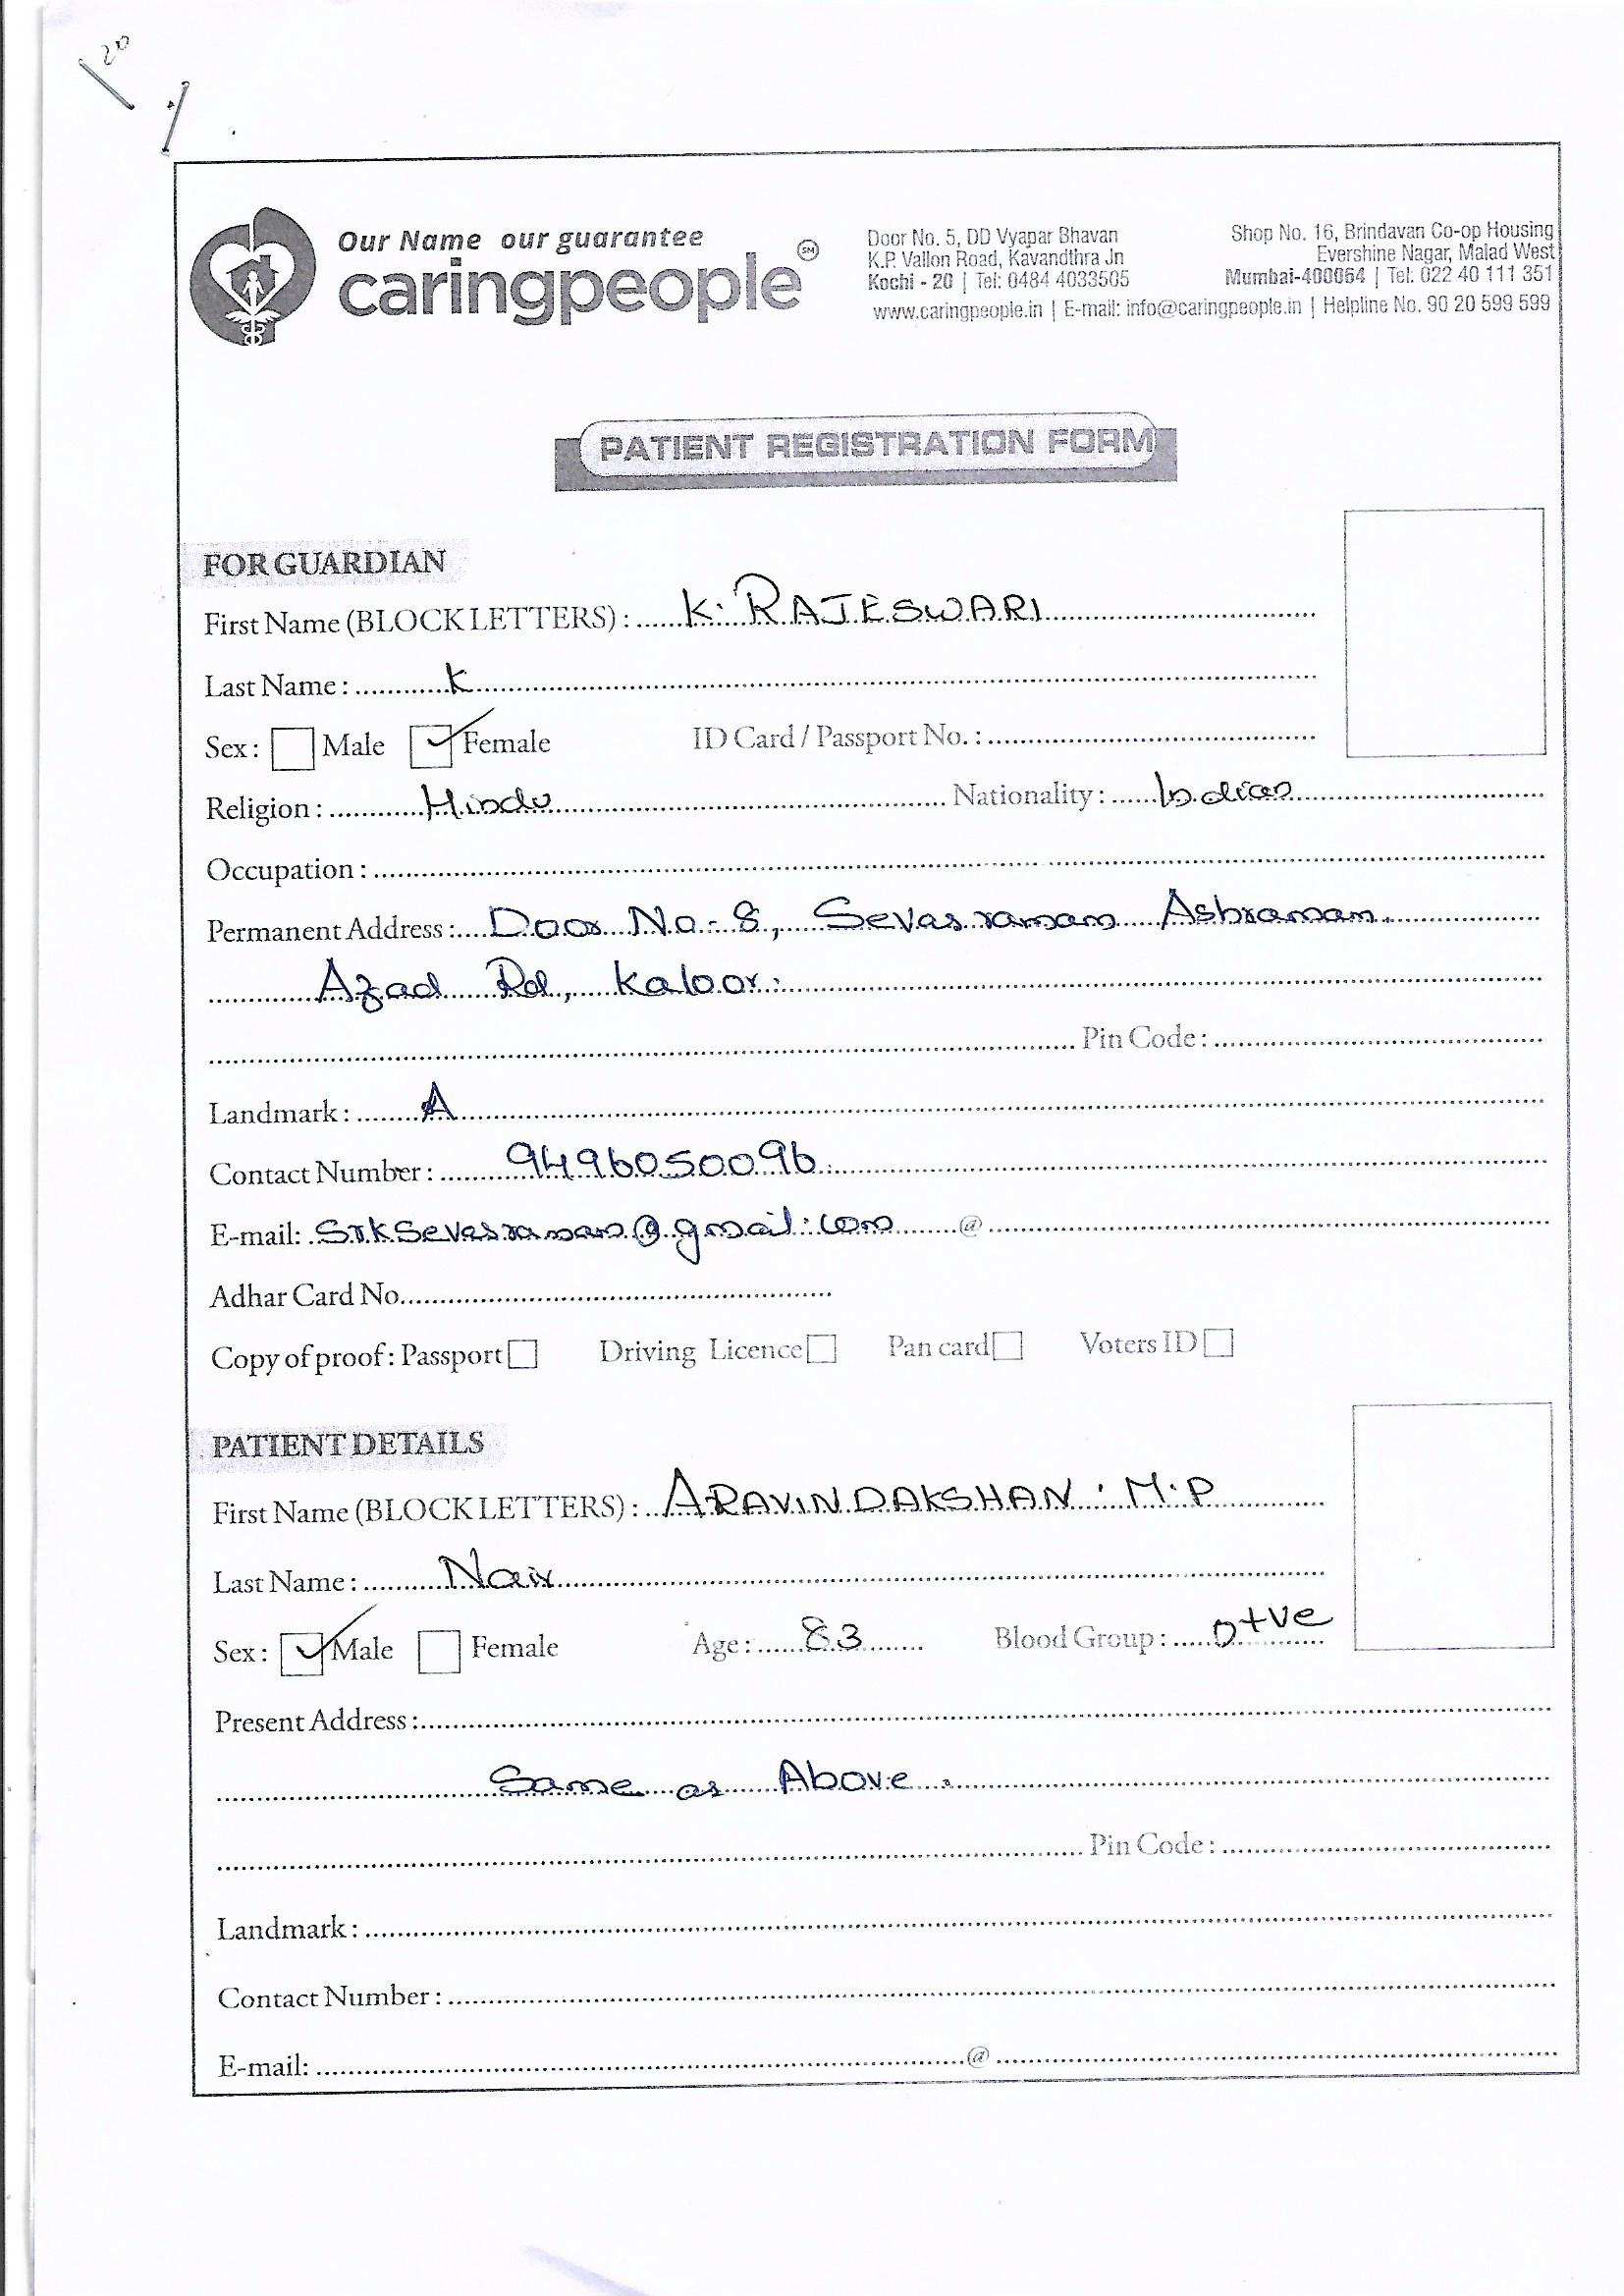 120
Our Name our guarantee
caringpeople SM
Door No. 5, DD Vyapar Bhavan
K.P. Vallon Road, Kavandthra Jn
Kochi - 20 | Tel: 0484 4033505
Shop No. 16, Brindavan Co-op Housing
Evershine Nagar, Malad West
Mumbai-400064 | Tel: 022 40 111 351
www.caringpeople.in | E-mail: info@caringpeople.in | Helpline No. 90 20 599 599
PATIENT REGISTRATION FORM
FOR GUARDIAN
First Name (BLOCK LETTERS) : K. RAJESWARI
Last Name : K
Sex : Male Female ID Card / Passport No. :
Religion : Hindu Nationality : Indian
Occupation :
Permanent Address : Door No - 8, Sevasramam Ashramam.
Azad Rd, Kaloor.
Pin Code :
Landmark : A
Contact Number : 9496050096
E-mail: srksevasramam@gmail.com @
Adhar Card No.
Copy of proof : Passport Driving Licence Pan card Voters ID
PATIENT DETAILS
First Name (BLOCK LETTERS) : ARAVINDAKSHAN . M.P
Last Name : Nair
Sex : Male Female Age : 83 Blood Group : O+ve
Present Address :
Same as Above.
Pin Code :
Landmark :
Contact Number :
E-mail: @